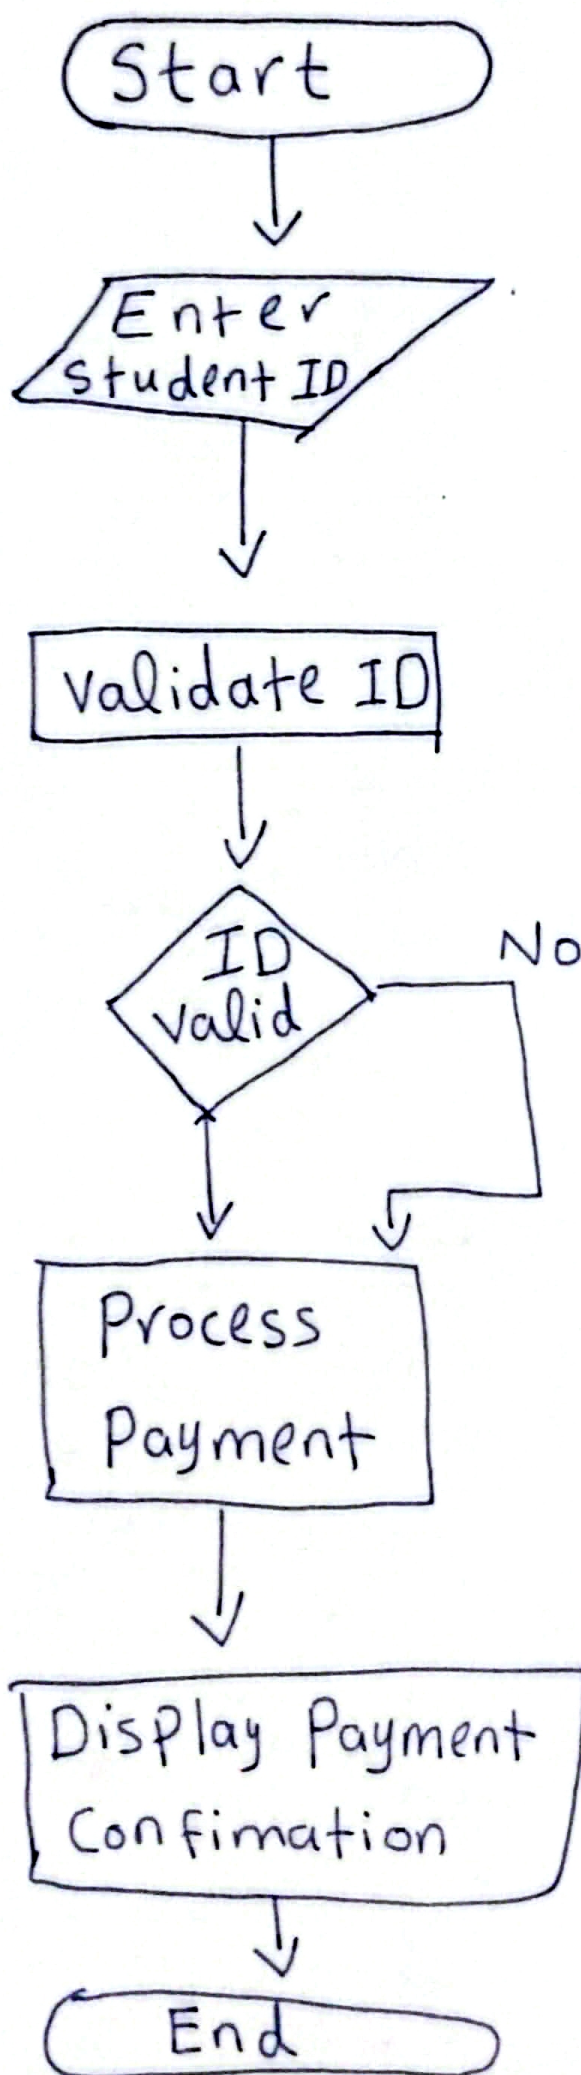 Start
Enter
Student ID
Validate ID
ID
Valid
No
Process
Payment
Display Payment
Confimation
End